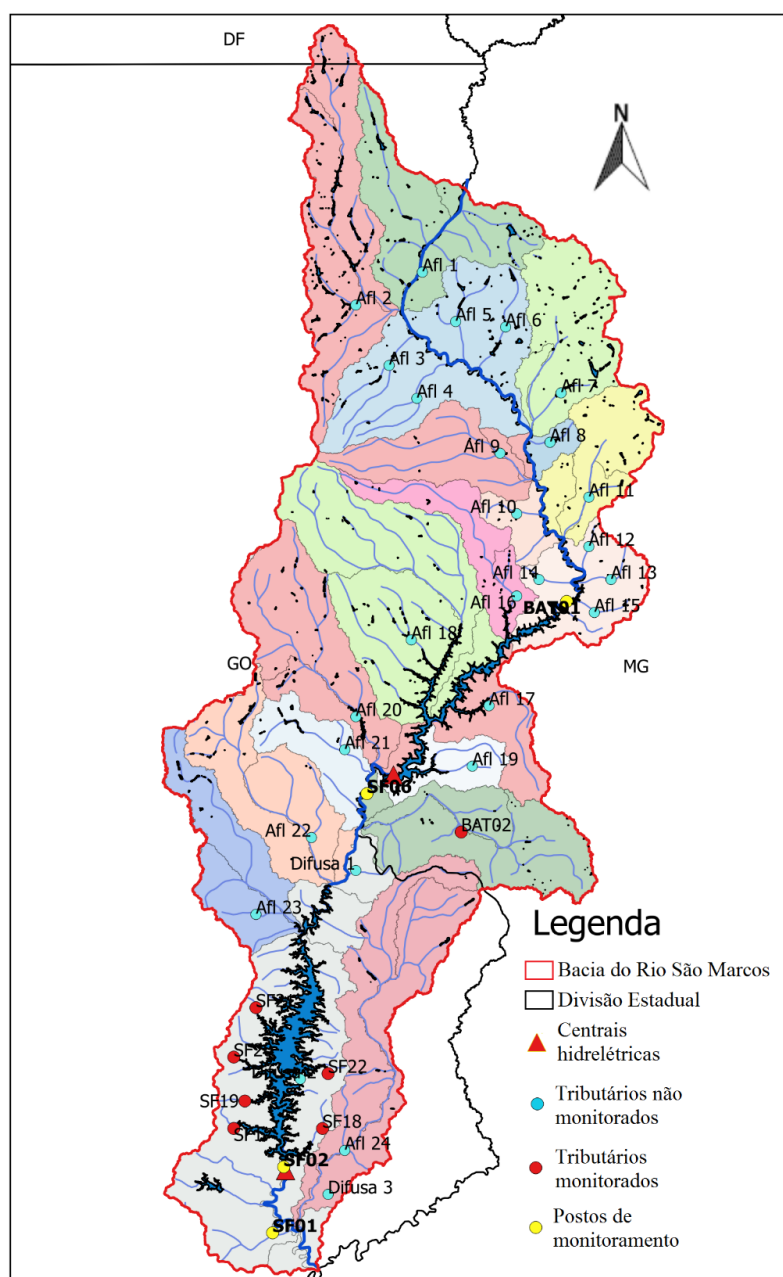 DF
N
Afl 1
Afl 2
Afl 5
Afl 6
Afl 3
Afl 4
Afl 7
Afl 8
Afl 9
Afl 11
Afl 10
Afl 12
Afl 14
Afl 13
Afl 16
BAT01
Afl 15
Afl 18
GO
MG
Afl 17
Afl 20
Afl 21
Afl 19
SF06
BAT02
Afl 22
Difusa 1
Afl 23
SF22
SF19
SF18
Afl 24
SF02
Difusa 3
SF01
Legenda
Bacia do Rio São Marcos
Divisão Estadual
Centrais
hidrelétricas
Tributários não
monitorados
Tributários
monitorados
Postos de
monitoramento